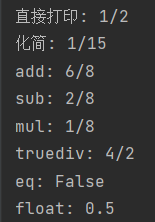 直接打印: 1/2
化简: 1/15
add: 6/8
sub: 2/8
mul: 1/8
truediv: 4/2
eq: False
float: 0.5